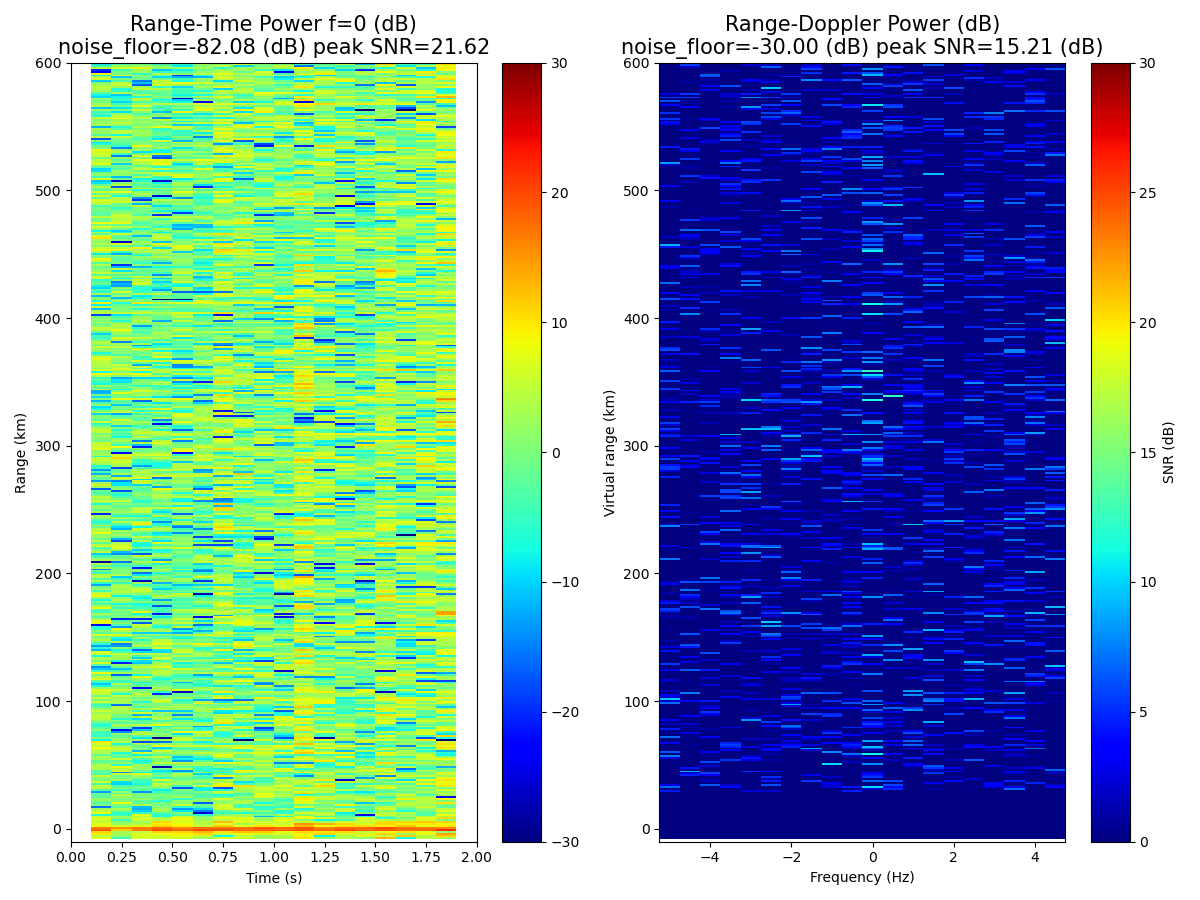 Range-Time Power f=0 (dB)
noise_floor=-82.08 (dB) peak SNR=21.62
600
500
400
300
200
100
0
Range (km)
0.00 0.25 0.50 0.75 1.00 1.25 1.50 1.75 2.00
Time (s)
30
20
10
0
−10
−20
−30
Range-Doppler Power (dB)
noise_floor=-30.00 (dB) peak SNR=15.21 (dB)
600
500
400
300
200
100
0
Virtual range (km)
−4 −2 0 2 4
Frequency (Hz)
30
25
20
15
10
5
0
SNR (dB)